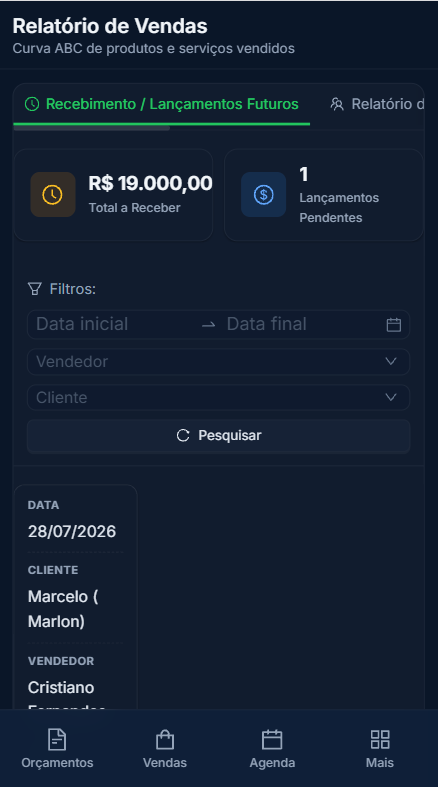 Relatório de Vendas
Curva ABC de produtos e serviços vendidos
Recebimento / Lançamentos Futuros
Relatório d
R$ 19.000,00
Total a Receber
1
Lançamentos
Pendentes
Filtros:
Data inicial
Data final
Vendedor
Cliente
Pesquisar
DATA
28/07/2026
CLIENTE
Marcelo (
Marlon)
VENDEDOR
Cristiano
Orçamentos
Vendas
Agenda
Mais